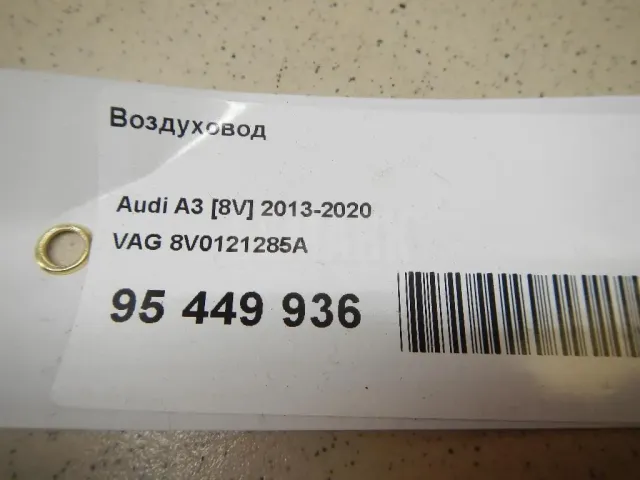 Воздуховод
Audi A3 [8V] 2013-2020
VAG 8V0121285A
95 449 936